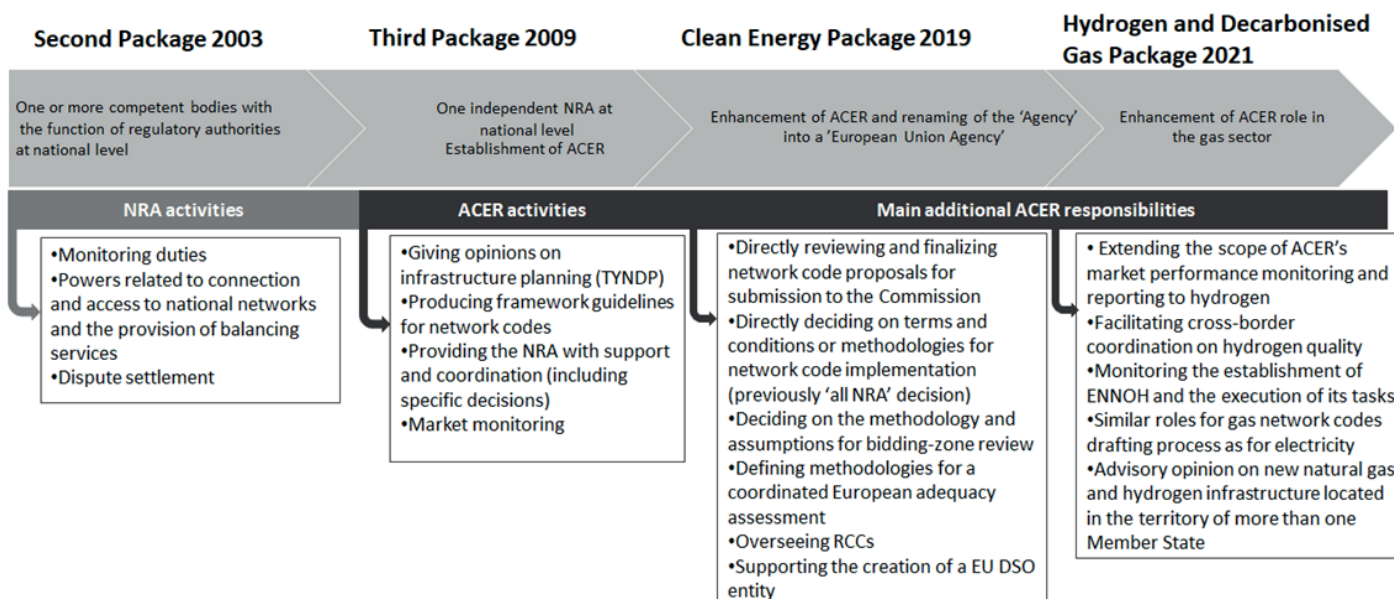 Second Package 2003
Third Package 2009
Clean Energy Package 2019
Hydrogen and Decarbonised
Gas Package 2021
One or more competent bodies with
the function of regulatory authorities
at national level
One independent NRA at
national level
Establishment of ACER
Enhancement of ACER and renaming of the ‘Agency’
into a ’European Union Agency’
Enhancement of ACER role in
the gas sector
NRA activities
ACER activities
Main additional ACER responsibilities
•Monitoring duties
•Powers related to connection
and access to national networks
and the provision of balancing
services
•Dispute settlement
•Giving opinions on
infrastructure planning (TYNDP)
•Producing framework guidelines
for network codes
•Providing the NRA with support
and coordination (including
specific decisions)
•Market monitoring
•Directly reviewing and finalizing
network code proposals for
submission to the Commission
•Directly deciding on terms and
conditions or methodologies for
network code implementation
(previously ‘all NRA’ decision)
•Deciding on the methodology and
assumptions for bidding-zone review
•Defining methodologies for a
coordinated European adequacy
assessment
•Overseeing RCCs
•Supporting the creation of a EU DSO
entity
• Extending the scope of ACER’s
market performance monitoring and
reporting to hydrogen
•Facilitating cross-border
coordination on hydrogen quality
•Monitoring the establishment of
ENNOH and the execution of its tasks
•Similar roles for gas network codes
drafting process as for electricity
•Advisory opinion on new natural gas
and hydrogen infrastructure located
in the territory of more than one
Member State